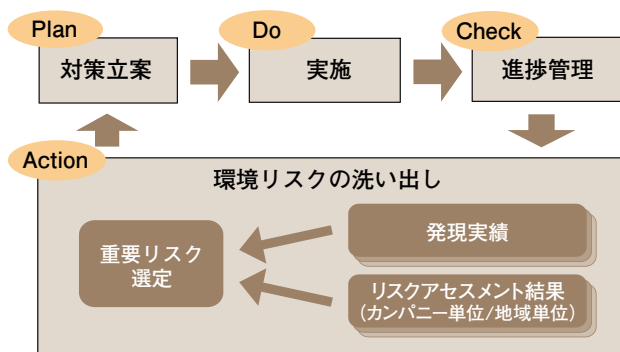 Plan
対策立案
Do
実施
Check
進捗管理
Action
環境リスクの洗い出し
重要リスク
選定
発現実績
リスクアセスメント結果
(カンパニー単位/地域単位)